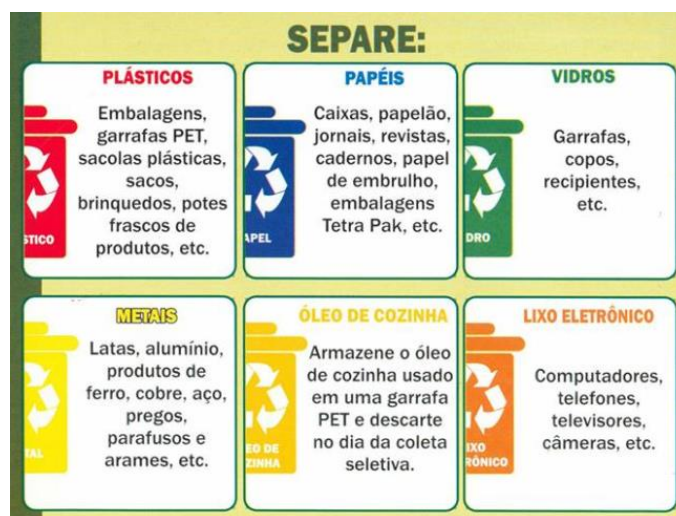 SEPARE:
PLÁSTICOS
Embalagens,
garrafas PET,
sacolas plásticas,
sacos,
brinquedos, potes
frascos de
produtos, etc.
STICO
PAPÉIS
Caixas, papelão,
jornais, revistas,
cadernos, papel
de embrulho,
embalagens
Tetra Pak, etc.
APEL
VIDROS
Garrafas,
copos,
recipientes,
etc.
DRO
METAIS
Latas, alumínio,
produtos de
ferro, cobre, aço,
pregos,
parafusos e
arames, etc.
TAL
ÓLEO DE COZINHA
Armazene o óleo
de cozinha usado
em uma garrafa
PET e descarte
no dia da coleta
seletiva.
EO DE
ZINHA
LIXO ELETRÔNICO
Computadores,
telefones,
televisores,
câmeras, etc.
IXO
RÔNICO